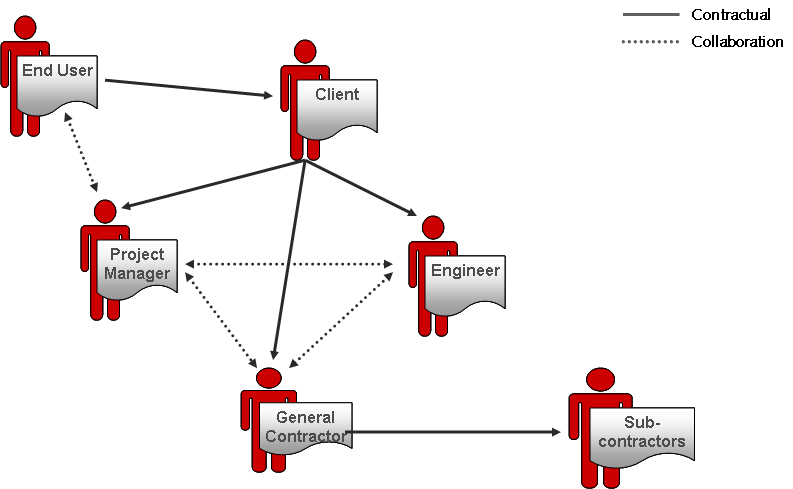 Contractual
Collaboration
End User
Client
Project
Manager
Engineer
General
Contractor
Sub-
contractors